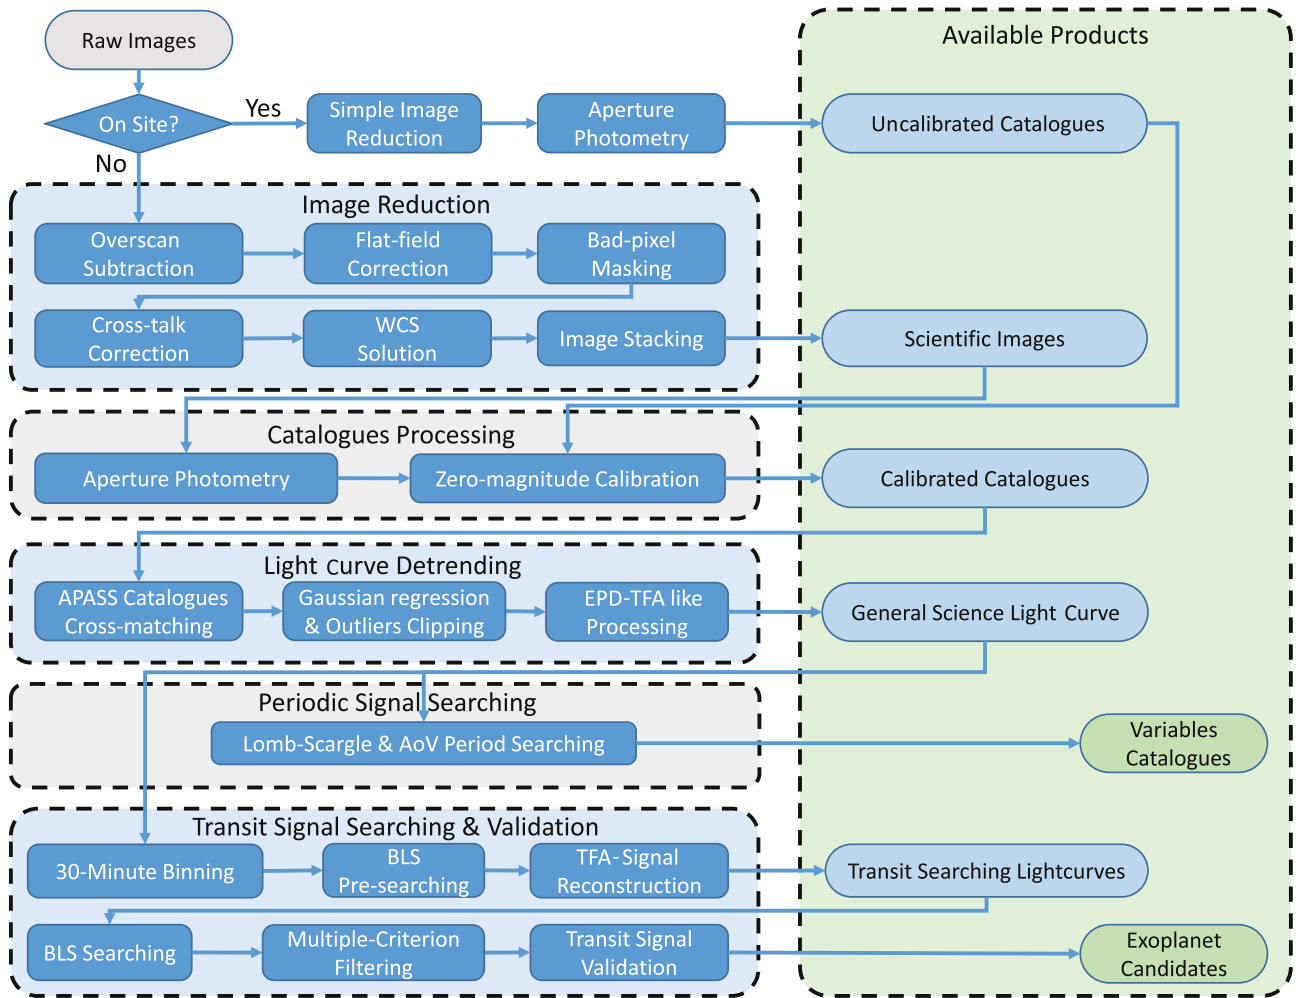 Raw Images
Available Products
On Site?
Yes
No
Simple Image
Reduction
Aperture
Photometry
Uncalibrated Catalogues
Image Reduction
Overscan
Subtraction
Flat-field
Correction
Bad-pixel
Masking
Cross-talk
Correction
WCS
Solution
Image Stacking
Scientific Images
Catalogues Processing
Aperture Photometry
Zero-magnitude Calibration
Calibrated Catalogues
Light Curve Detrending
APASS Catalogues
Cross-matching
Gaussian regression
& Outliers Clipping
EPD-TFA like
Processing
General Science Light Curve
Periodic Signal Searching
Lomb-Scargle & AoV Period Searching
Variables
Catalogues
Transit Signal Searching & Validation
30-Minute Binning
BLS
Pre-searching
TFA-Signal
Reconstruction
Transit Searching Lightcurves
BLS Searching
Multiple-Criterion
Filtering
Transit Signal
Validation
Exoplanet
Candidates